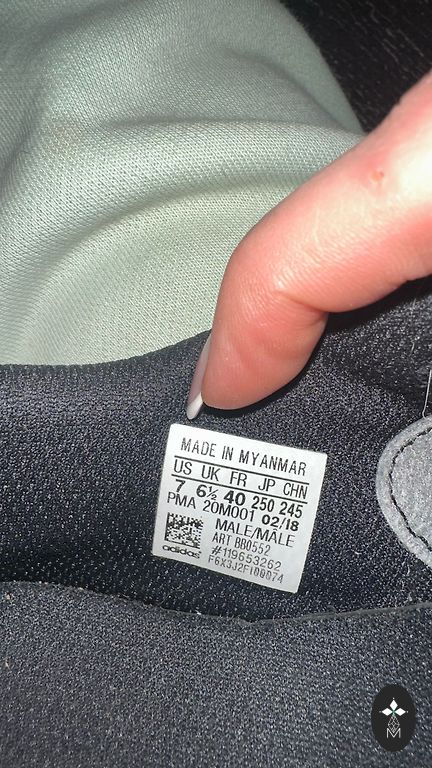 MADE IN MYANMAR
US UK FR JP CHN
7 6½ 40 250 245
PMA 20M001 02/18
MALE/MALE
ART BB0552
adidas #119653262
F6X3J2F100074
M